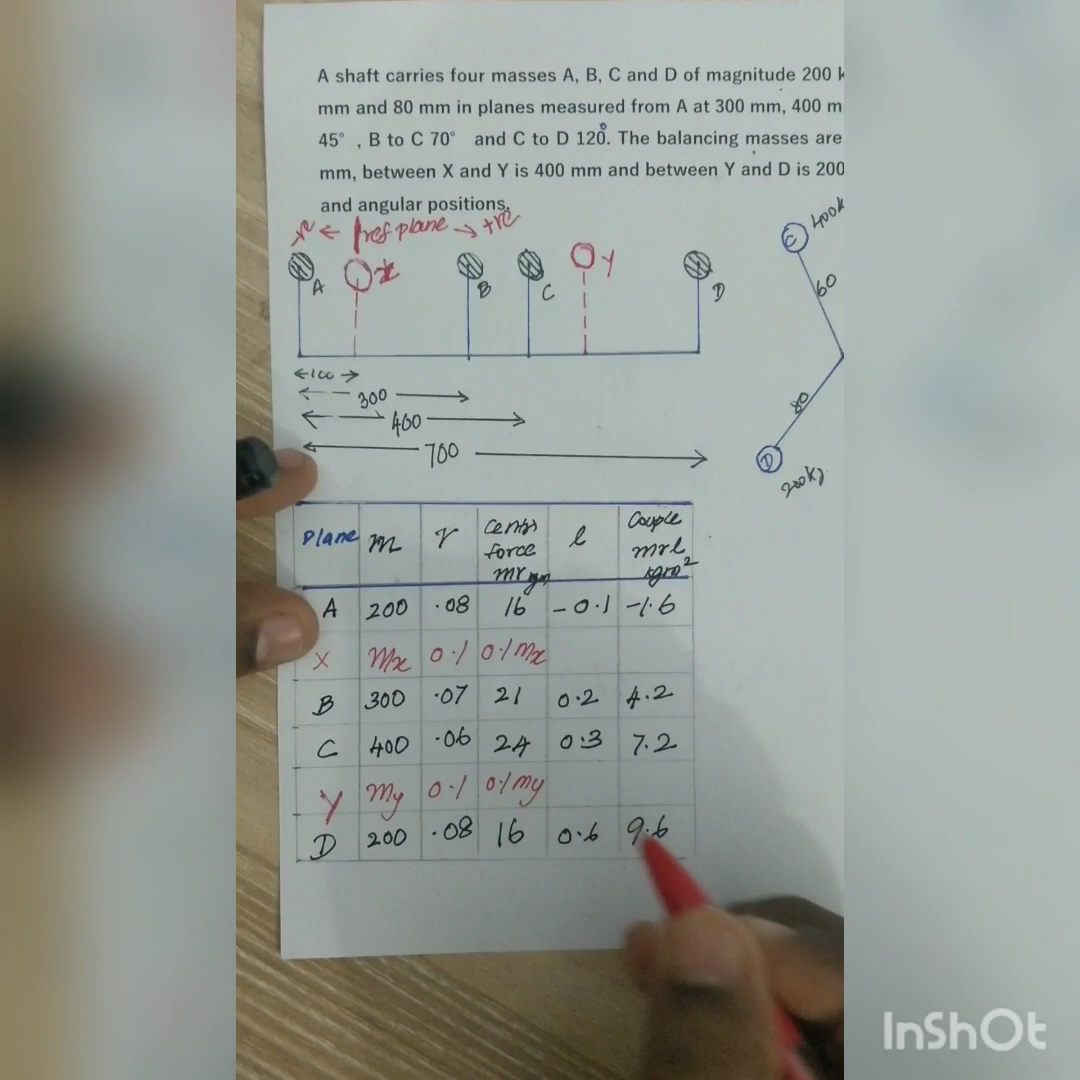 A shaft carries four masses A, B, C and D of magnitude 200 k
mm and 80 mm in planes measured from A at 300 mm, 400 m
45° , B to C 70° and C to D 120°. The balancing masses are
mm, between X and Y is 400 mm and between Y and D is 200
and angular positions.
-ve ← ref plane → +ve
A x B C Y D
←100→
300
400
700
C 400k
60
80
D 200kg
Plane m r Centri force mr l Couple mrl kgm²
A 200 .08 16 -0.1 -1.6
X Mx 0.1 0.1Mx
B 300 .07 21 0.2 4.2
C 400 .06 24 0.3 7.2
Y My 0.1 0.1My
D 200 .08 16 0.6 9.6
InShOt